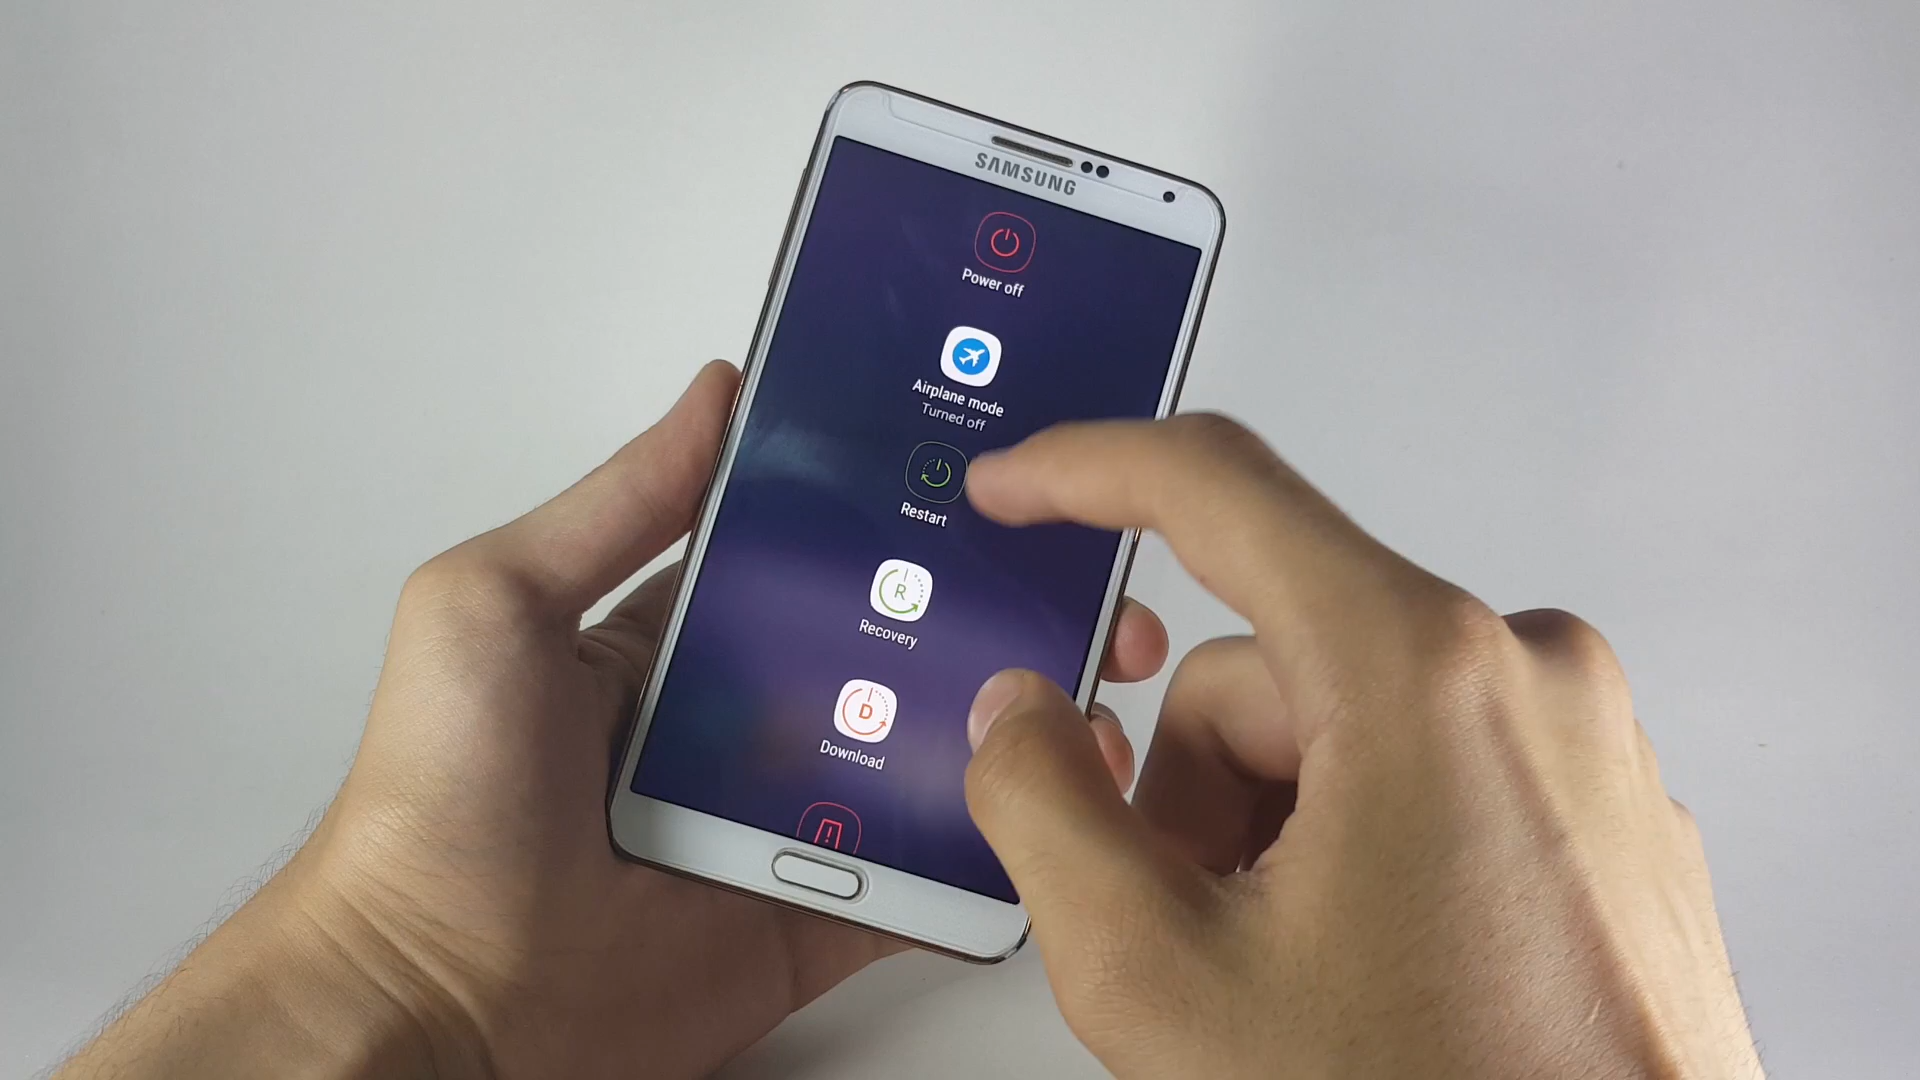 SAMSUNG
Power off
Airplane mode
Turned off
Restart
R
Recovery
D
Download